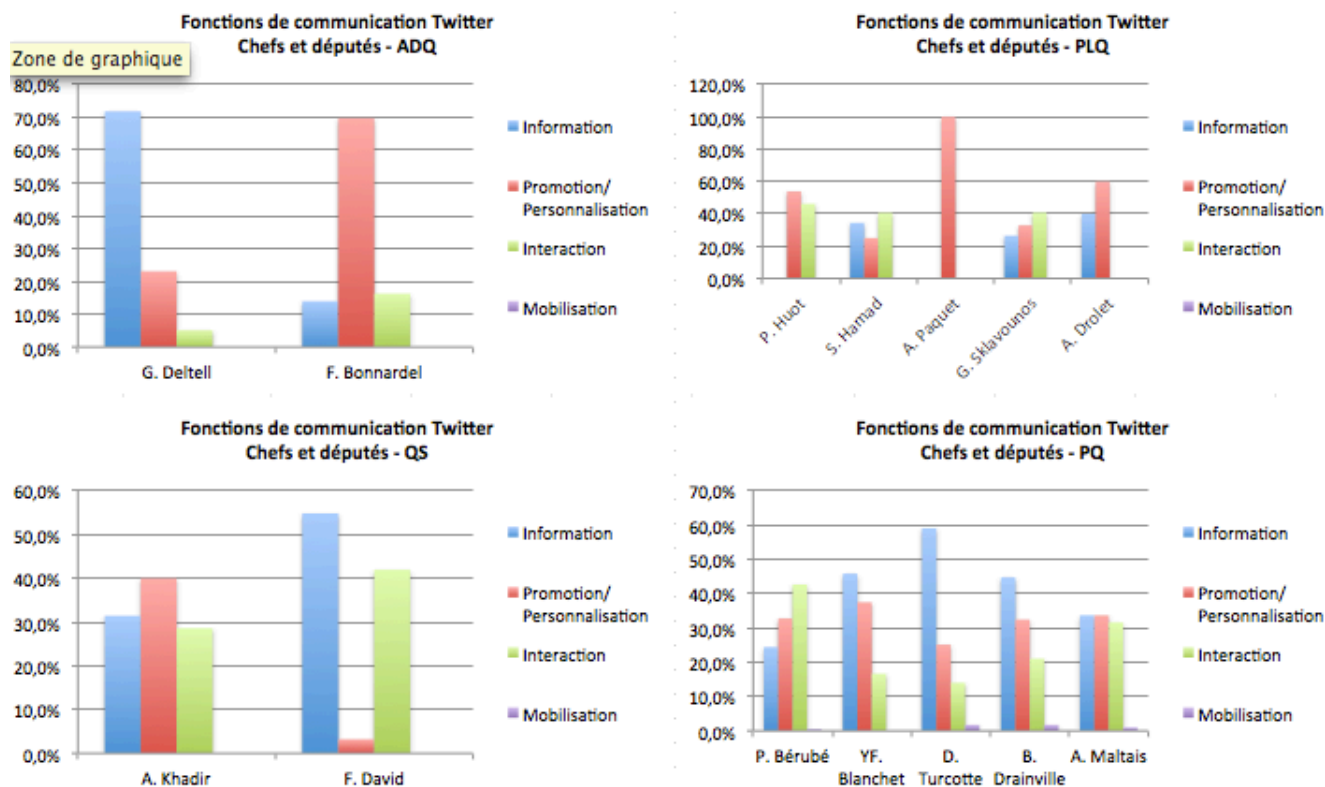 Fonctions de communication Twitter
Chefs et députés - ADQ
Zone de graphique
80,0%
70,0%
60,0%
50,0%
40,0%
30,0%
20,0%
10,0%
0,0%
G. Deltell
F. Bonnardel
Information
Promotion/
Personnalisation
Interaction
Mobilisation
Fonctions de communication Twitter
Chefs et députés - PLQ
120,0%
100,0%
80,0%
60,0%
40,0%
20,0%
0,0%
P. Huot
S. Hamad
A. Paquet
G. Sklavounos
A. Drolet
Information
Promotion/
Personnalisation
Interaction
Mobilisation
Fonctions de communication Twitter
Chefs et députés - QS
60,0%
50,0%
40,0%
30,0%
20,0%
10,0%
0,0%
A. Khadir
F. David
Information
Promotion/
Personnalisation
Interaction
Mobilisation
Fonctions de communication Twitter
Chefs et députés - PQ
70,0%
60,0%
50,0%
40,0%
30,0%
20,0%
10,0%
0,0%
P. Bérubé
YF.
Blanchet
D.
Turcotte
B.
Drainville
A. Maltais
Information
Promotion/
Personnalisation
Interaction
Mobilisation